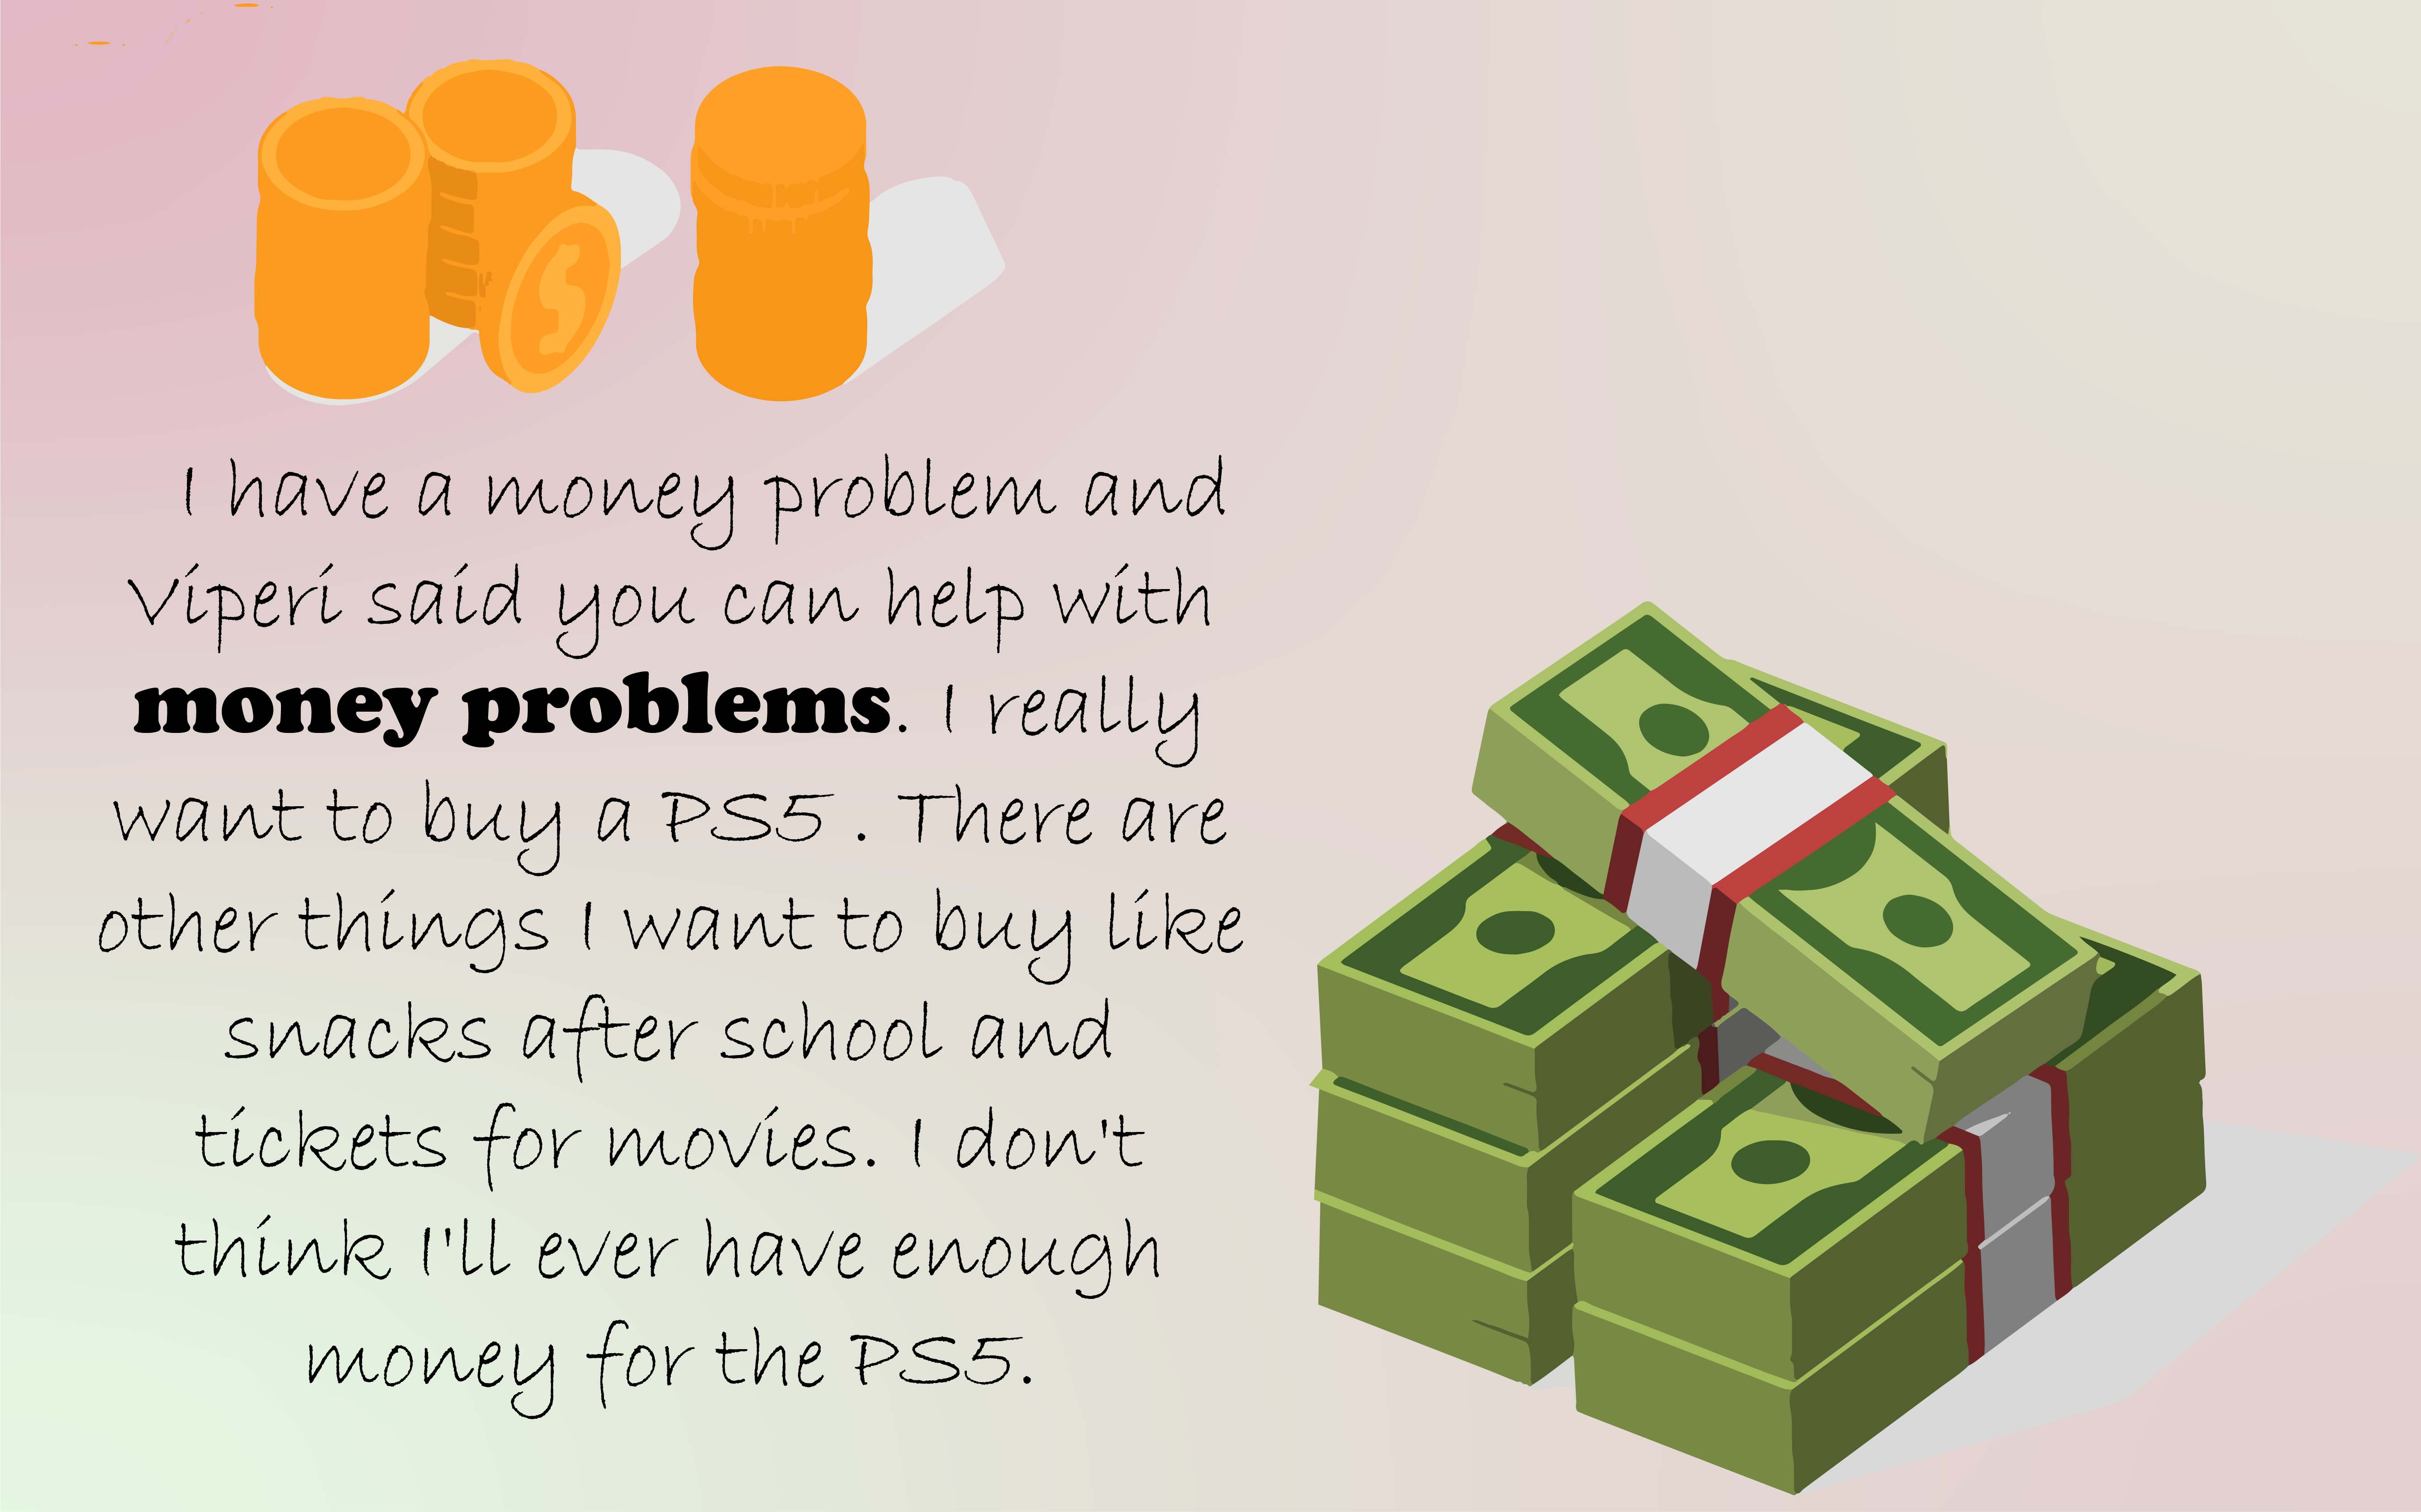 I have a money problem and
Viperi said you can help with
money problems. I really
want to buy a PS5 . There are
other things I want to buy like
snacks after school and
tickets for movies. I don't
think I'll ever have enough
money for the PS5.